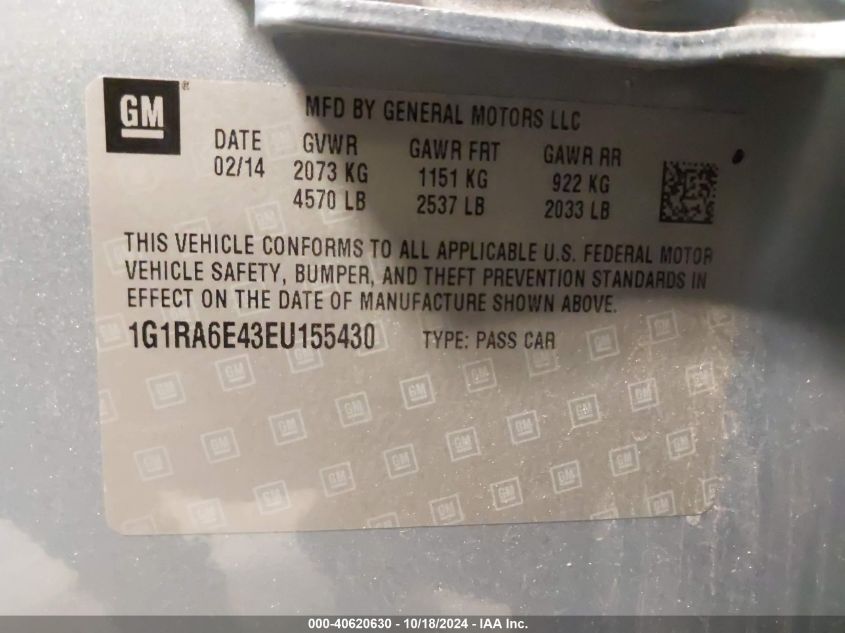 GM ®
MFD BY GENERAL MOTORS LLC
DATE GVWR GAWR FRT GAWR RR
02/14 2073 KG 1151 KG 922 KG
4570 LB 2537 LB 2033 LB
THIS VEHICLE CONFORMS TO ALL APPLICABLE U.S. FEDERAL MOTOR
VEHICLE SAFETY, BUMPER, AND THEFT PREVENTION STANDARDS IN
EFFECT ON THE DATE OF MANUFACTURE SHOWN ABOVE.
1G1RA6E43EU155430 TYPE: PASS CAR
000-40620630 - 10/18/2024 - IAA Inc.